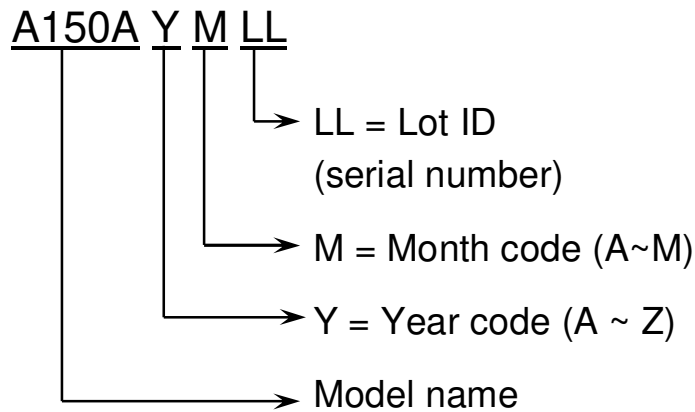 A150A Y M LL
LL = Lot ID
(serial number)
M = Month code (A~M)
Y = Year code (A ~ Z)
Model name